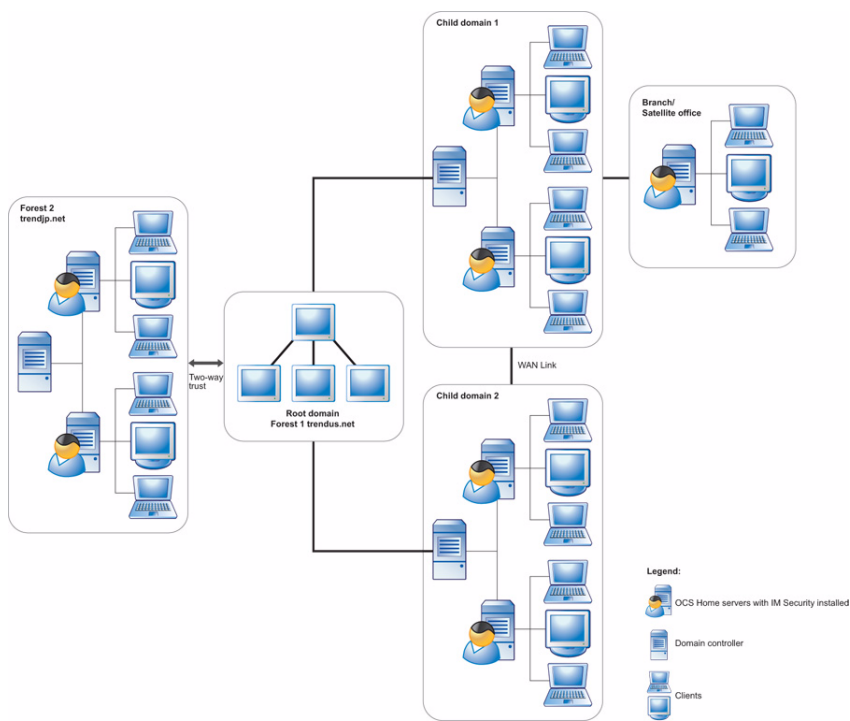 Child domain 1
Branch/
Satellite office
Forest 2
trendjp.net
Two-way
trust
Root domain
Forest 1 trendus.net
WAN Link
Child domain 2
Legend:
OCS Home servers with IM Security installed
Domain controller
Clients